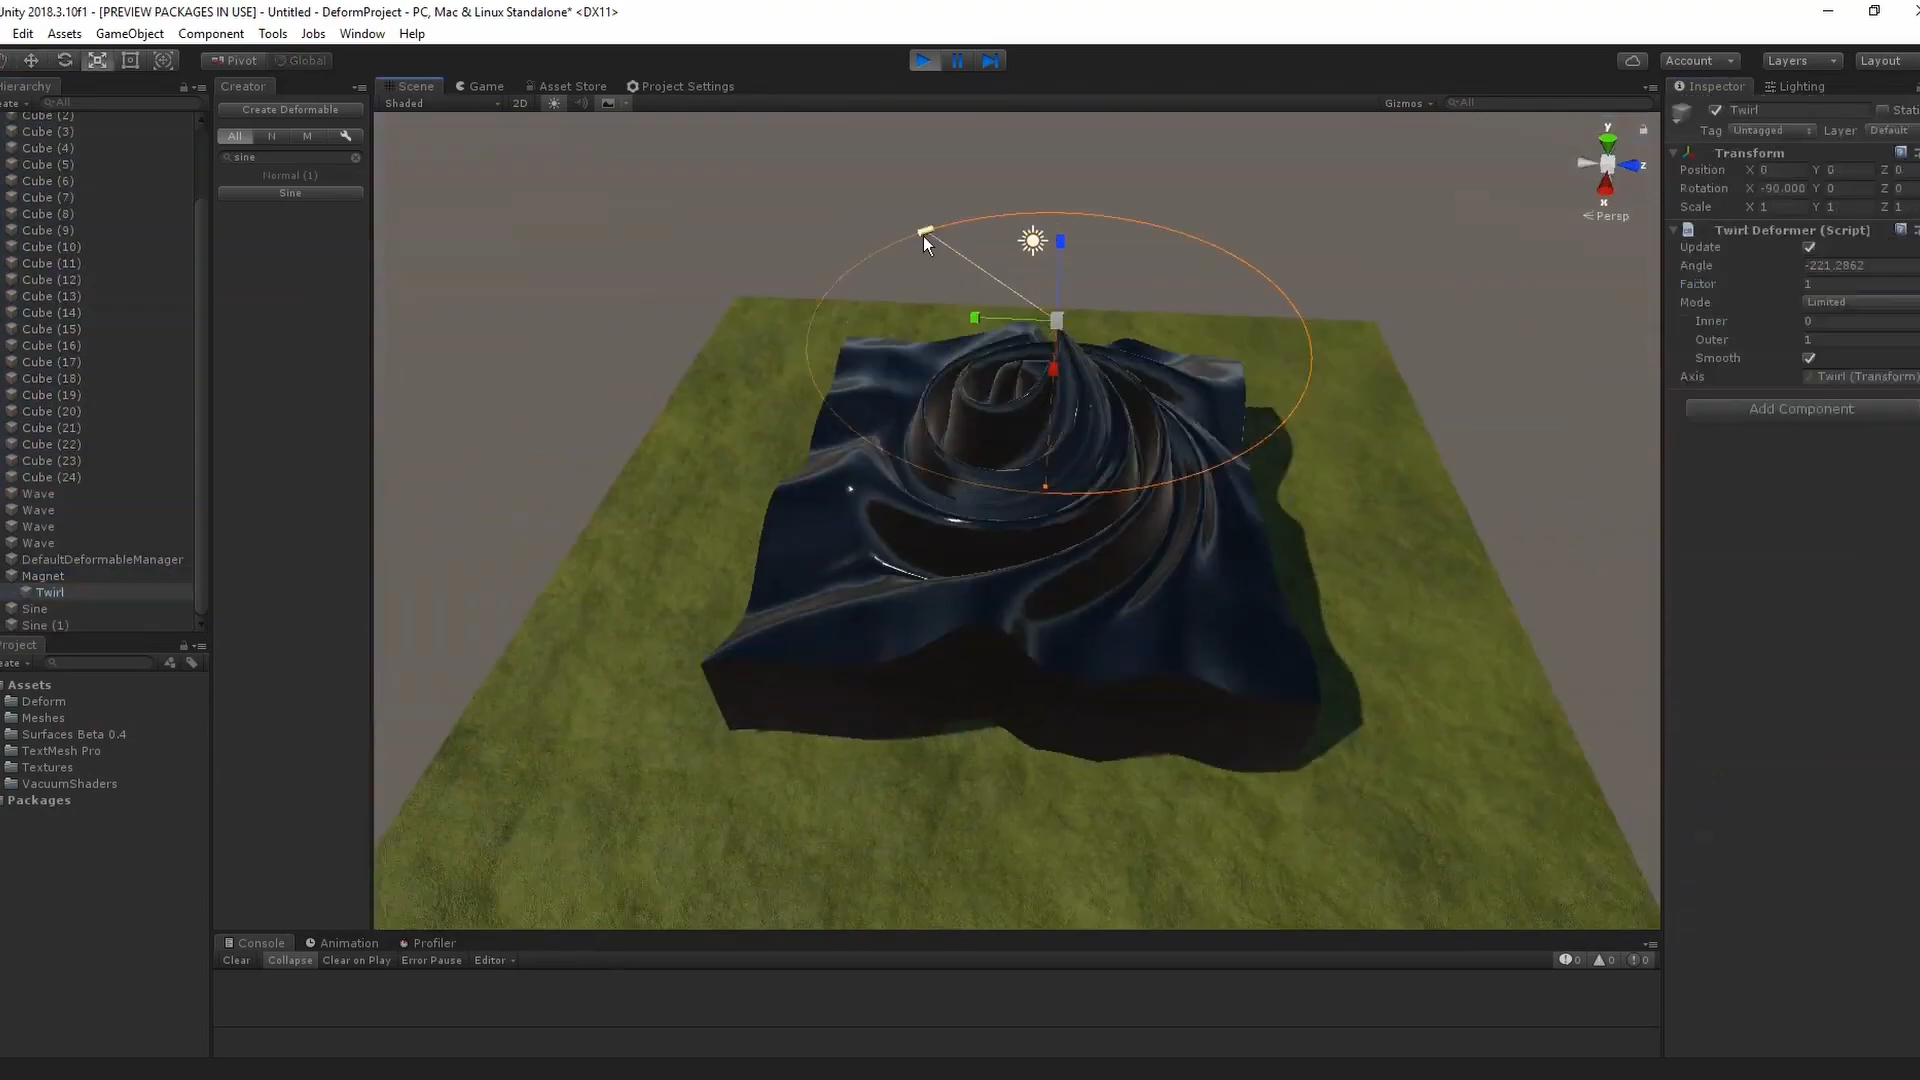 Unity 2018.3.10f1 - [PREVIEW PACKAGES IN USE] - Untitled - DeformProject - PC, Mac & Linux Standalone* <DX11>
Edit Assets GameObject Component Tools Jobs Window Help
Pivot Global Account Layers Layout
Hierarchy
All
Cube (2)
Cube (3)
Cube (4)
Cube (5)
Cube (6)
Cube (7)
Cube (8)
Cube (9)
Cube (10)
Cube (11)
Cube (12)
Cube (13)
Cube (14)
Cube (15)
Cube (16)
Cube (17)
Cube (18)
Cube (19)
Cube (20)
Cube (21)
Cube (22)
Cube (23)
Cube (24)
Wave
Wave
Wave
Wave
DefaultDeformableManager
Magnet
Twirl
Sine
Sine (1)
Project
Assets
Deform
Meshes
Surfaces Beta 0.4
TextMesh Pro
Textures
VacuumShaders
Packages
Creator
Create Deformable
All N M
sine
Normal (1)
Sine
Scene Game Asset Store Project Settings
Shaded 2D Gizmos All
y
z
x
Persp
Console Animation Profiler
Clear Collapse Clear on Play Error Pause Editor 0 0 0
Inspector Lighting
Twirl Stati
Tag Untagged Layer Default
Transform
Position X 0 Y 0 Z 0
Rotation X -90.000 Y 0 Z 0
Scale X 1 Y 1 Z 1
Twirl Deformer (Script)
Update
Angle -221.2862
Factor 1
Mode Limited
Inner 0
Outer 1
Smooth
Axis Twirl (Transform)
Add Component